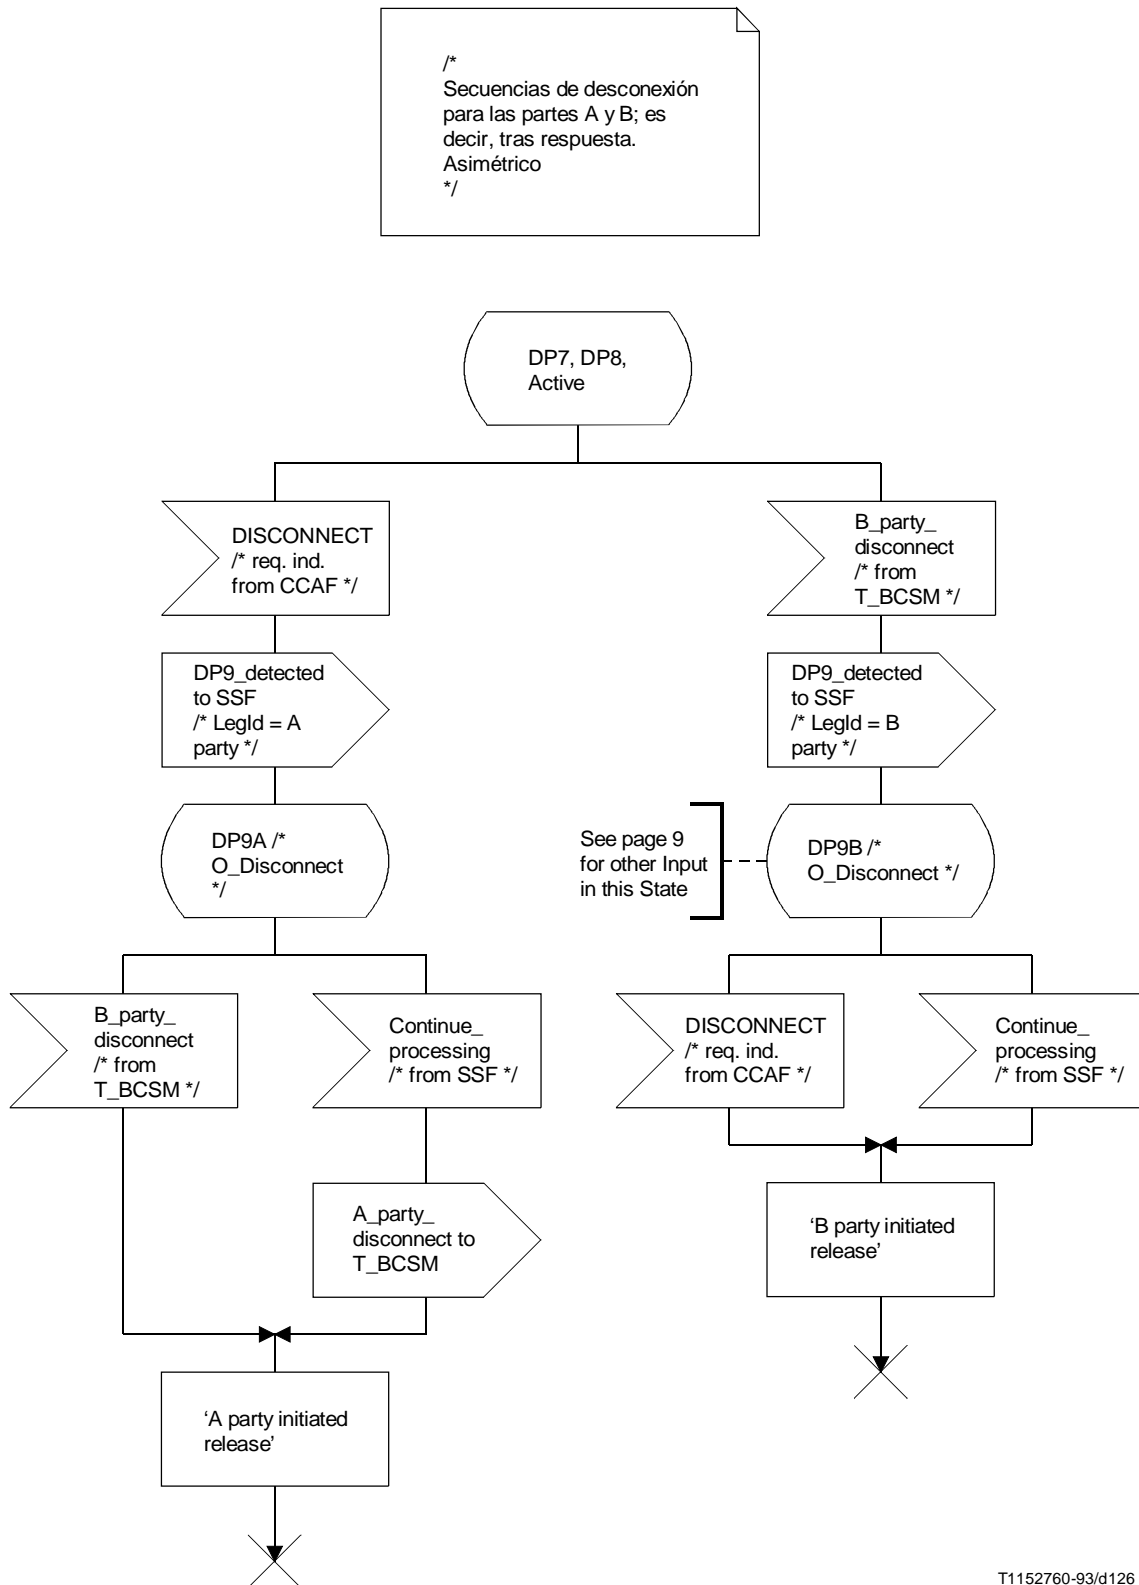 /*
Secuencias de desconexión
para las partes A y B; es
decir, tras respuesta.
Asimétrico
*/
DP7, DP8,
Active
DISCONNECT
/* req. ind.
from CCAF */
B_party_
disconnect
/* from
T_BCSM */
DP9_detected
to SSF
/* LegId = A
party */
DP9_detected
to SSF
/* LegId = B
party */
DP9A /*
O_Disconnect
*/
See page 9
for other Input
in this State
DP9B /*
O_Disconnect */
B_party_
disconnect
/* from
T_BCSM */
Continue_
processing
/* from SSF */
DISCONNECT
/* req. ind.
from CCAF */
Continue_
processing
/* from SSF */
A_party_
disconnect to
T_BCSM
‘B party initiated
release’
‘A party initiated
release’
T1152760-93/d126